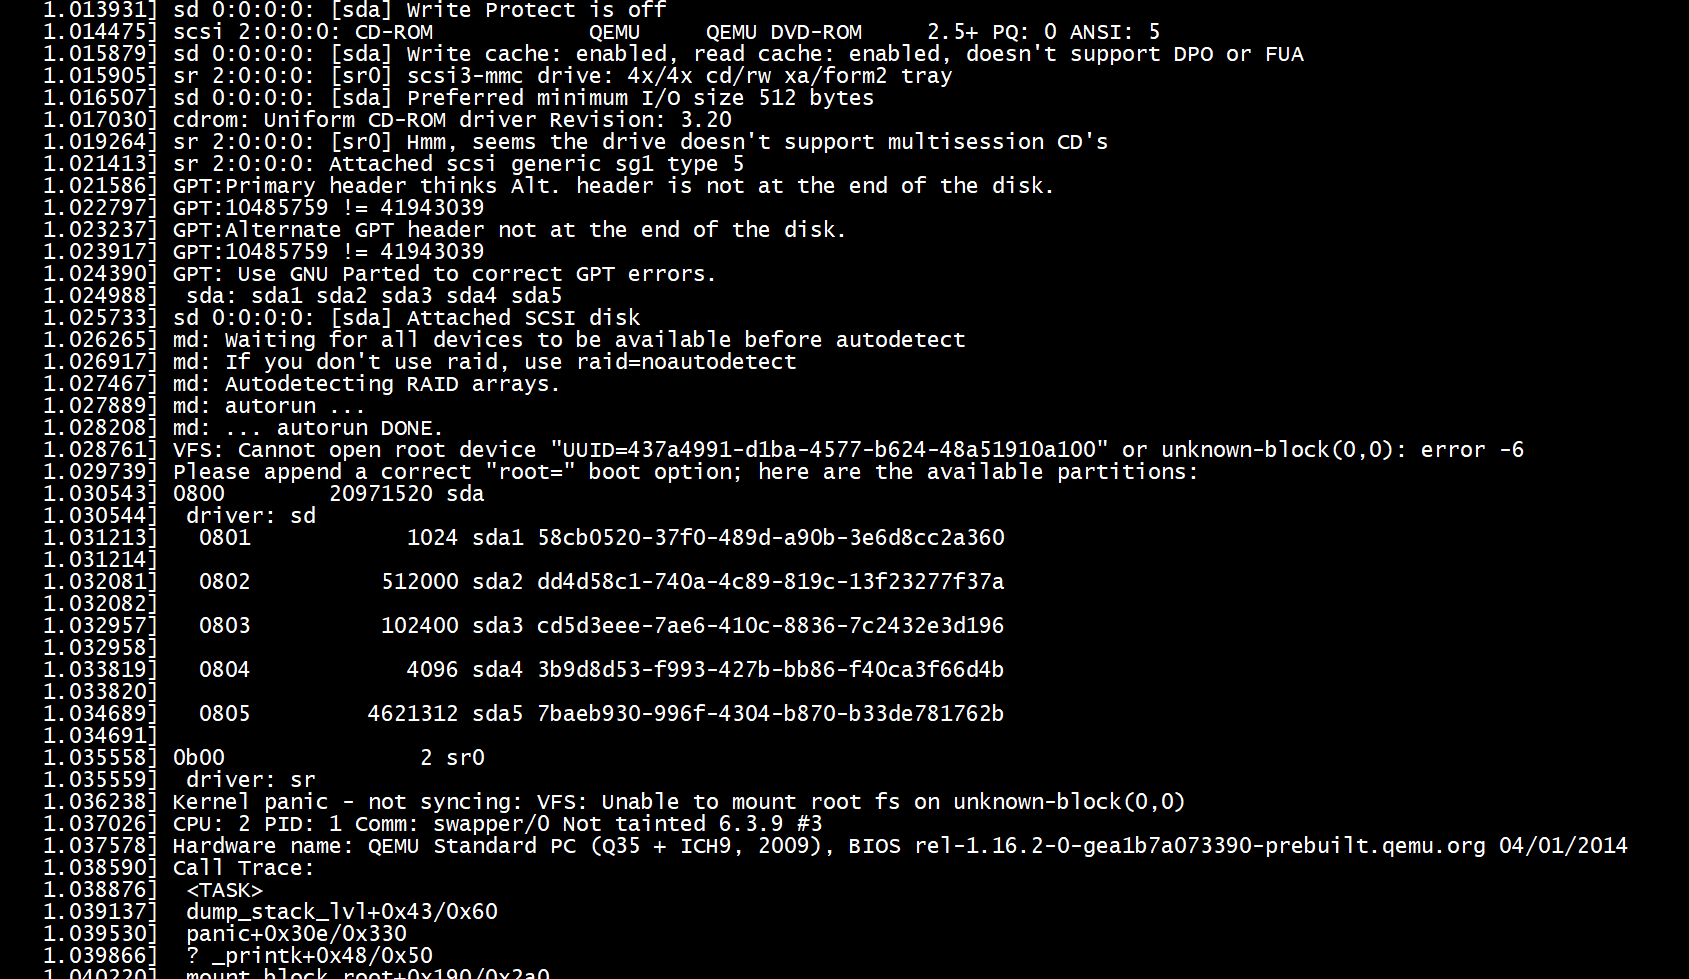 1.013931] sd 0:0:0:0: [sda] Write Protect is off
1.014475] scsi 2:0:0:0: CD-ROM            QEMU     QEMU DVD-ROM     2.5+ PQ: 0 ANSI: 5
1.015879] sd 0:0:0:0: [sda] Write cache: enabled, read cache: enabled, doesn't support DPO or FUA
1.015905] sr 2:0:0:0: [sr0] scsi3-mmc drive: 4x/4x cd/rw xa/form2 tray
1.016507] sd 0:0:0:0: [sda] Preferred minimum I/O size 512 bytes
1.017030] cdrom: Uniform CD-ROM driver Revision: 3.20
1.019264] sr 2:0:0:0: [sr0] Hmm, seems the drive doesn't support multisession CD's
1.021413] sr 2:0:0:0: Attached scsi generic sg1 type 5
1.021586] GPT:Primary header thinks Alt. header is not at the end of the disk.
1.022797] GPT:10485759 != 41943039
1.023237] GPT:Alternate GPT header not at the end of the disk.
1.023917] GPT:10485759 != 41943039
1.024390] GPT: Use GNU Parted to correct GPT errors.
1.024988]  sda: sda1 sda2 sda3 sda4 sda5
1.025733] sd 0:0:0:0: [sda] Attached SCSI disk
1.026265] md: Waiting for all devices to be available before autodetect
1.026917] md: If you don't use raid, use raid=noautodetect
1.027467] md: Autodetecting RAID arrays.
1.027889] md: autorun ...
1.028208] md: ... autorun DONE.
1.028761] VFS: Cannot open root device "UUID=437a4991-d1ba-4577-b624-48a51910a100" or unknown-block(0,0): error -6
1.029739] Please append a correct "root=" boot option; here are the available partitions:
1.030543] 0800        20971520 sda
1.030544]  driver: sd
1.031213]   0801            1024 sda1 58cb0520-37f0-489d-a90b-3e6d8cc2a360
1.031214]
1.032081]   0802          512000 sda2 dd4d58c1-740a-4c89-819c-13f23277f37a
1.032082]
1.032957]   0803          102400 sda3 cd5d3eee-7ae6-410c-8836-7c2432e3d196
1.032958]
1.033819]   0804            4096 sda4 3b9d8d53-f993-427b-bb86-f40ca3f66d4b
1.033820]
1.034689]   0805         4621312 sda5 7baeb930-996f-4304-b870-b33de781762b
1.034691]
1.035558] 0b00               2 sr0
1.035559]  driver: sr
1.036238] Kernel panic - not syncing: VFS: Unable to mount root fs on unknown-block(0,0)
1.037026] CPU: 2 PID: 1 Comm: swapper/0 Not tainted 6.3.9 #3
1.037578] Hardware name: QEMU Standard PC (Q35 + ICH9, 2009), BIOS rel-1.16.2-0-gea1b7a073390-prebuilt.qemu.org 04/01/2014
1.038590] Call Trace:
1.038876]  <TASK>
1.039137]  dump_stack_lvl+0x43/0x60
1.039530]  panic+0x30e/0x330
1.039866]  ? _printk+0x48/0x50
1.040220]  mount_block_root+0x190/0x2a0